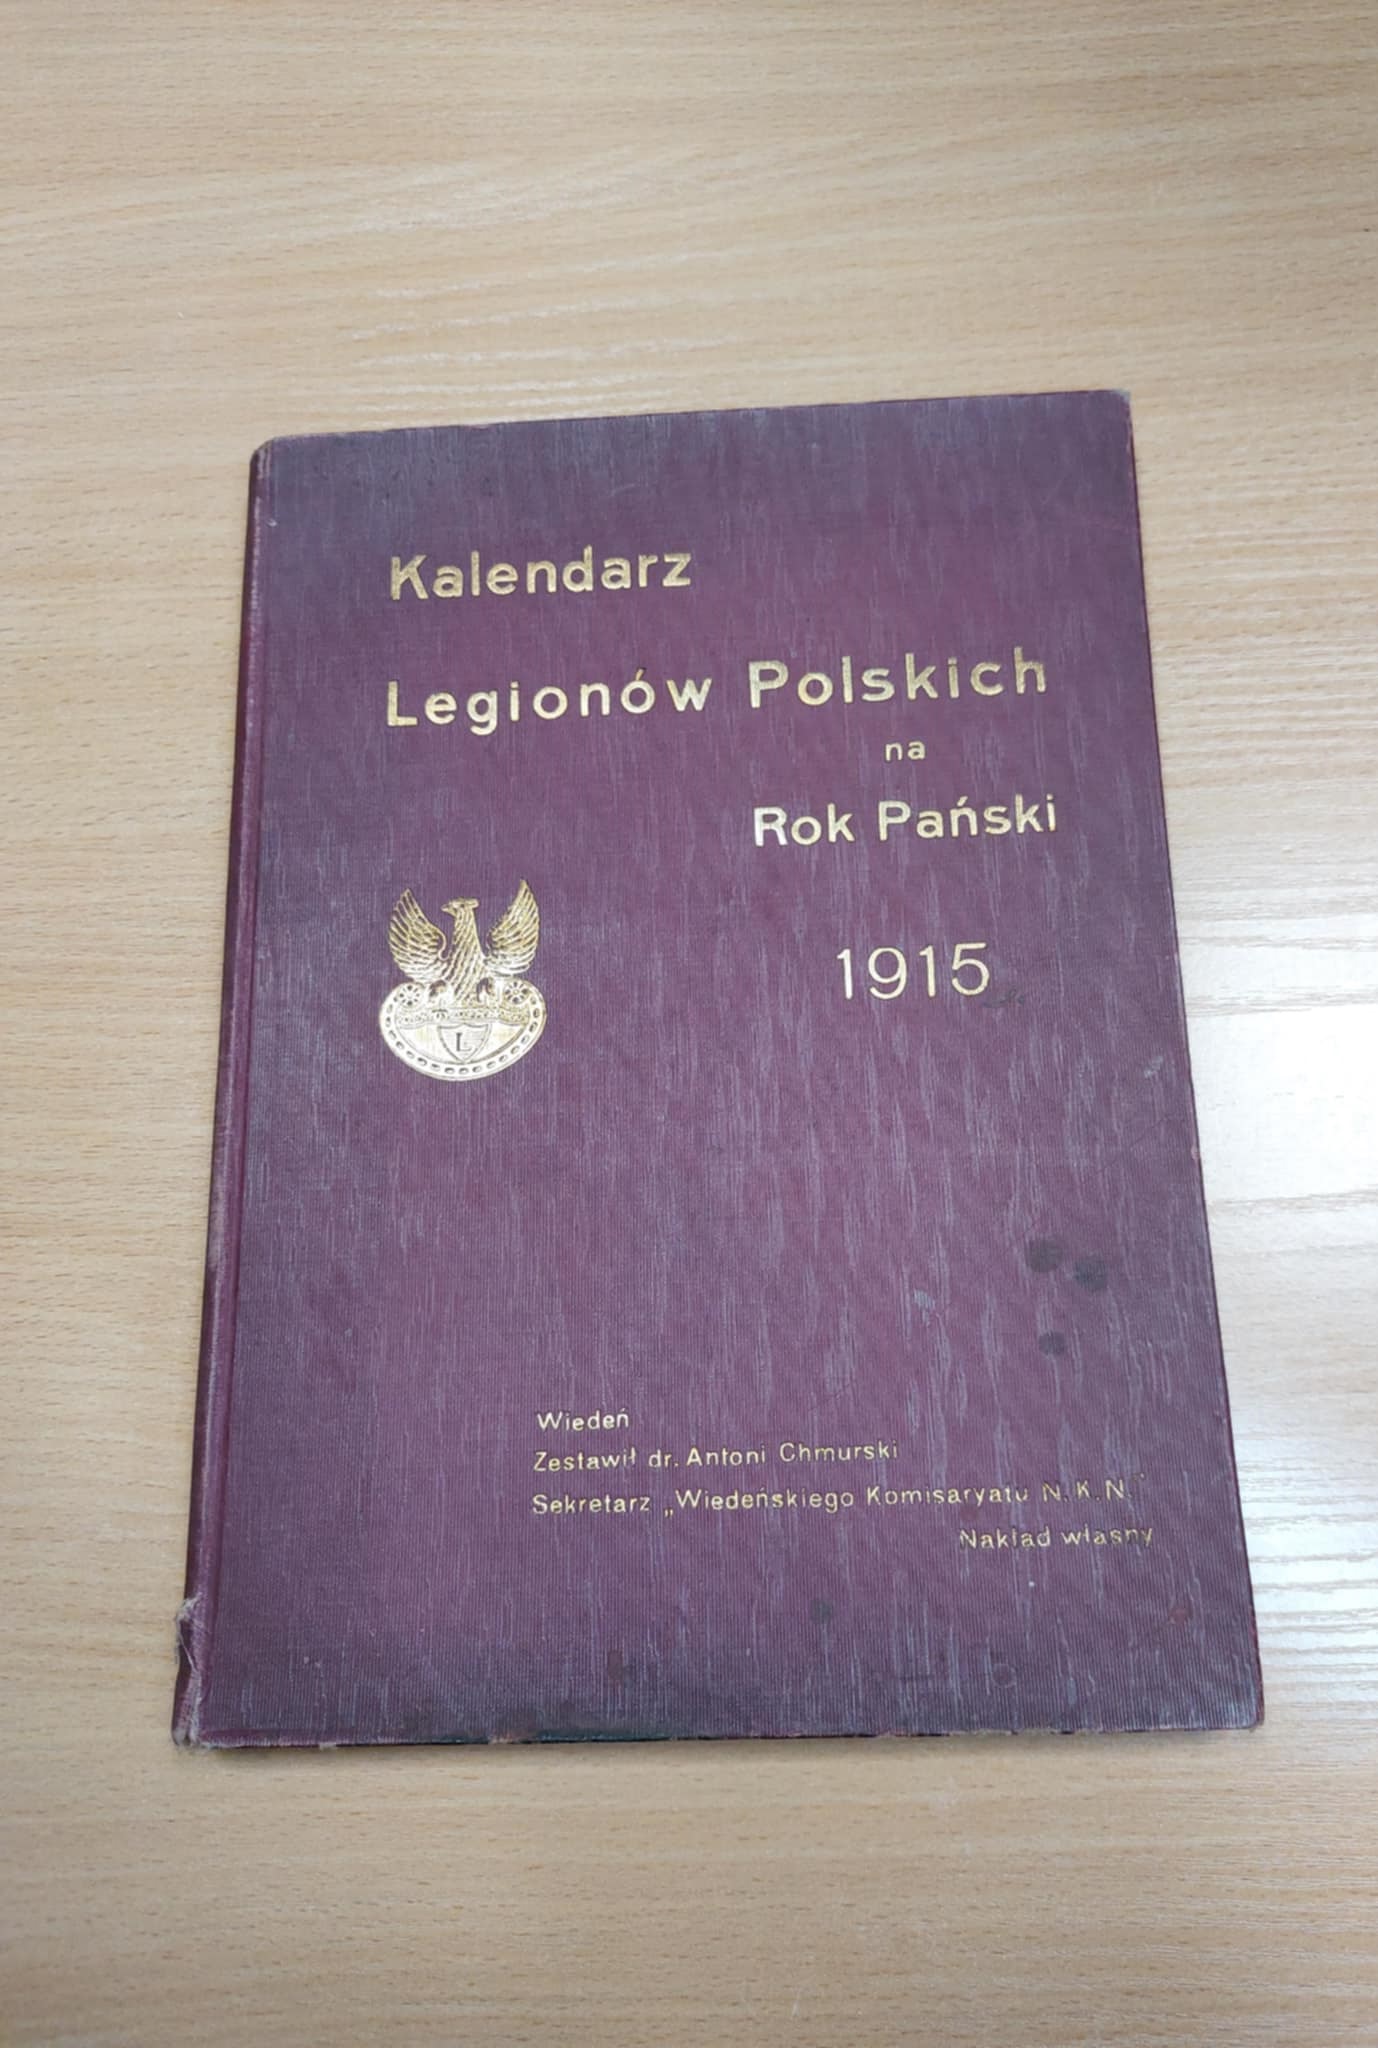 Kalendarz
Legionów Polskich
na
Rok Pański
1915
L
Wiedeń
Zestawił dr. Antoni Chmurski
Sekretarz „Wiedeńskiego Komisaryatu N. K. N.”
Nakład własny